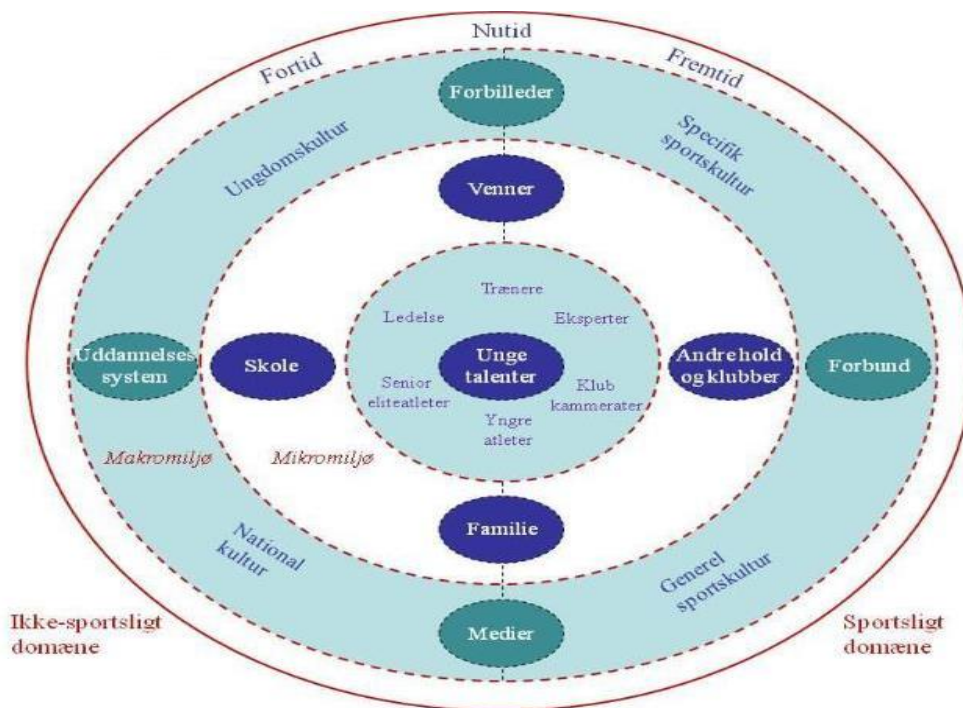 Nutid
Fortid
Fremtid
Forbilleder
Ungdomskultur
Specifik
sportskultur
Venner
Trænere
Ledelse
Eksperter
Uddannelses
system
Skole
Unge
talenter
Andre hold
og klubber
Forbund
Senior
eliteatleter
Klub
kammerater
Yngre
atleter
Makromiljø
Mikromiljø
Familie
National
kultur
Generel
sportskultur
Medier
Ikke-sportsligt
domæne
Sportsligt
domæne